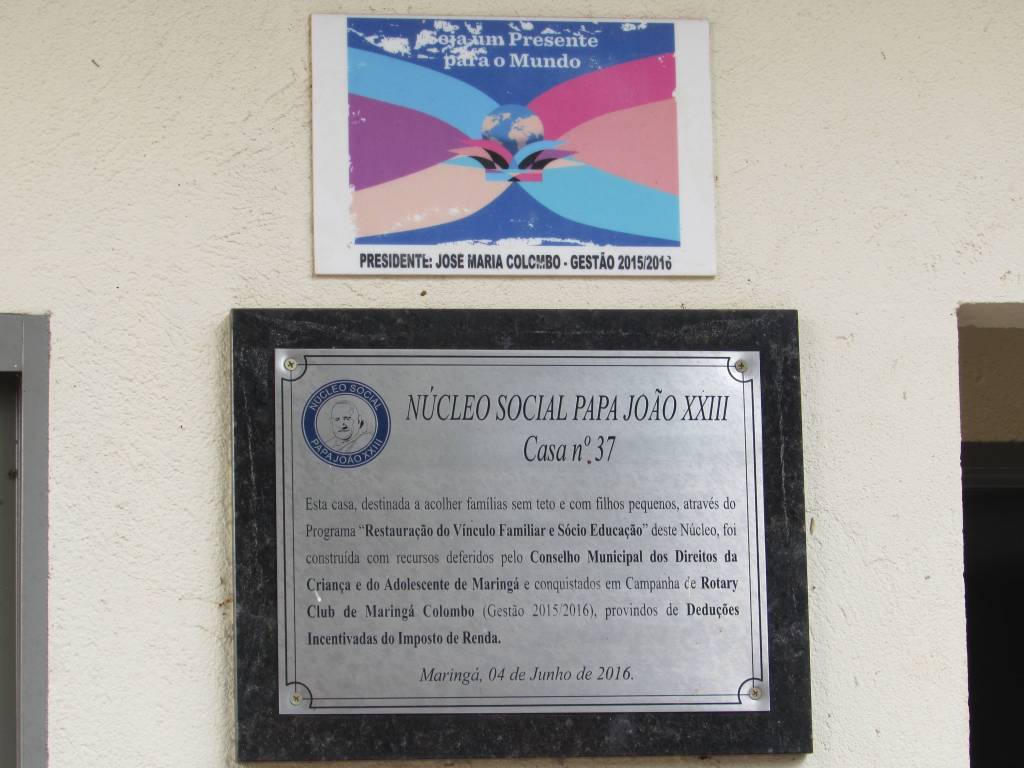 Seja um Presente
para o Mundo
PRESIDENTE: JOSÉ MARIA COLOMBO - GESTÃO 2015/2016
NÚCLEO SOCIAL
PAPA JOÃO XXIII
NÚCLEO SOCIAL PAPA JOÃO XXIII
Casa nº.37
Esta casa, destinada a acolher famílias sem teto e com filhos pequenos, através do
Programa “Restauração do Vínculo Familiar e Sócio Educação” deste Núcleo, foi
construída com recursos deferidos pelo Conselho Municipal dos Direitos da
Criança e do Adolescente de Maringá e conquistados em Campanha de Rotary
Club de Maringá Colombo (Gestão 2015/2016), provindos de Deduções
Incentivadas do Imposto de Renda.
Maringá, 04 de Junho de 2016.